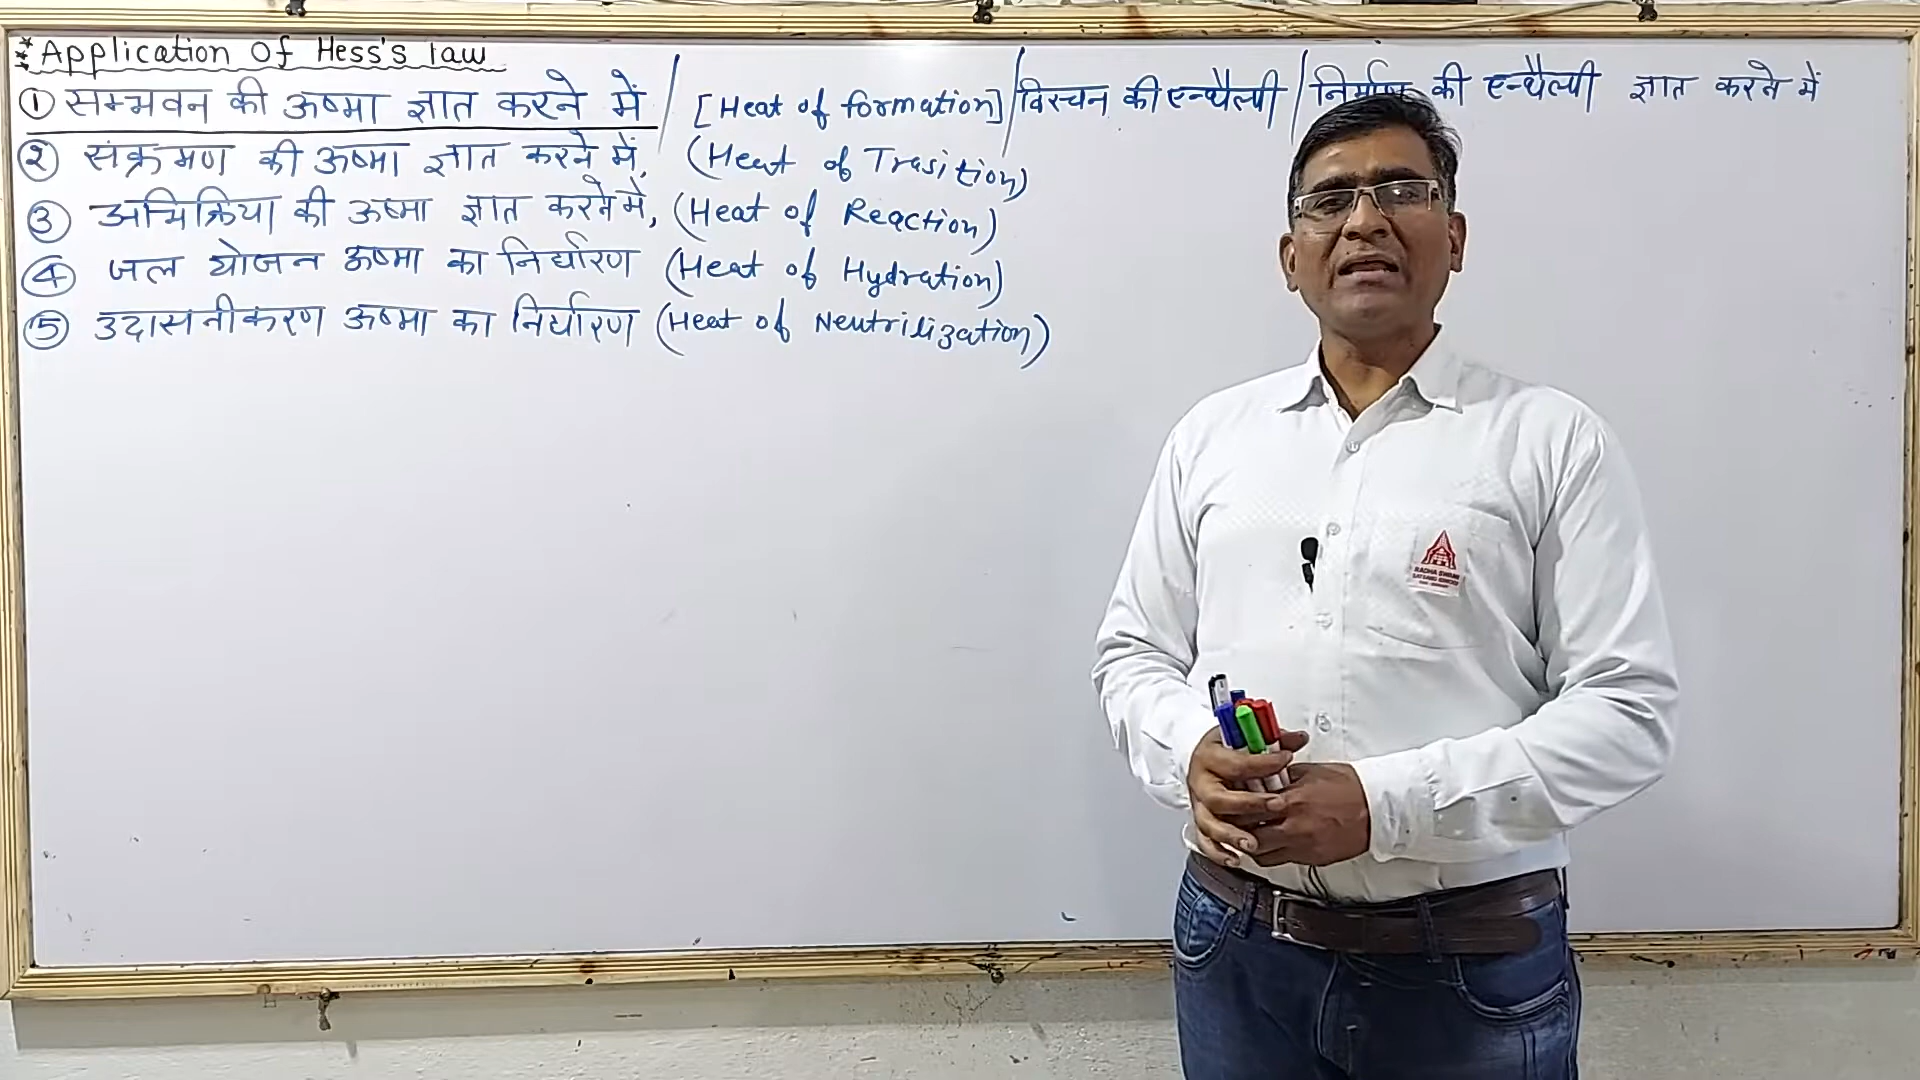 Application Of Hess's law
① सम्भवन की ऊष्मा ज्ञात करने में / [Heat of formation] / विरचन की एन्थैल्पी / निर्माण की एन्थैल्पी ज्ञात करने में
② संक्रमण की ऊष्मा ज्ञात करने में, (Heat of Trasition)
③ अभिक्रिया की ऊष्मा ज्ञात करने में, (Heat of Reaction)
④ जल योजन ऊष्मा का निर्धारण (Heat of Hydration)
⑤ उदासनीकरण ऊष्मा का निर्धारण (Heat of Neutrilization)
RADHA SWAMI